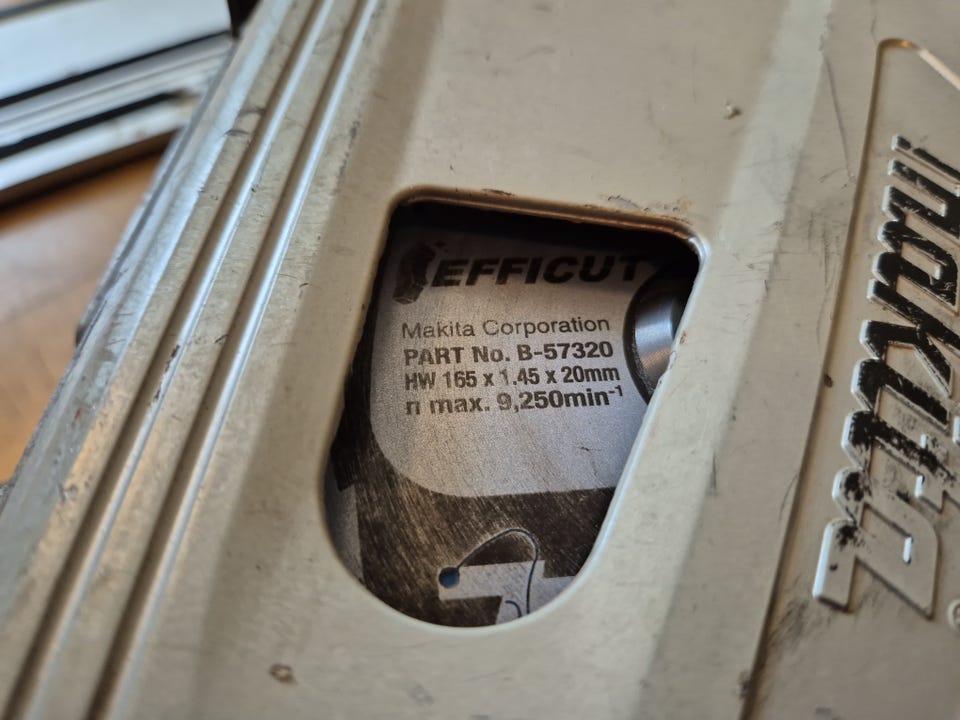 EFFICUT
Makita Corporation
PART No. B-57320
HW 165 x 1.45 x 20mm
n max. 9,250min⁻¹
makita